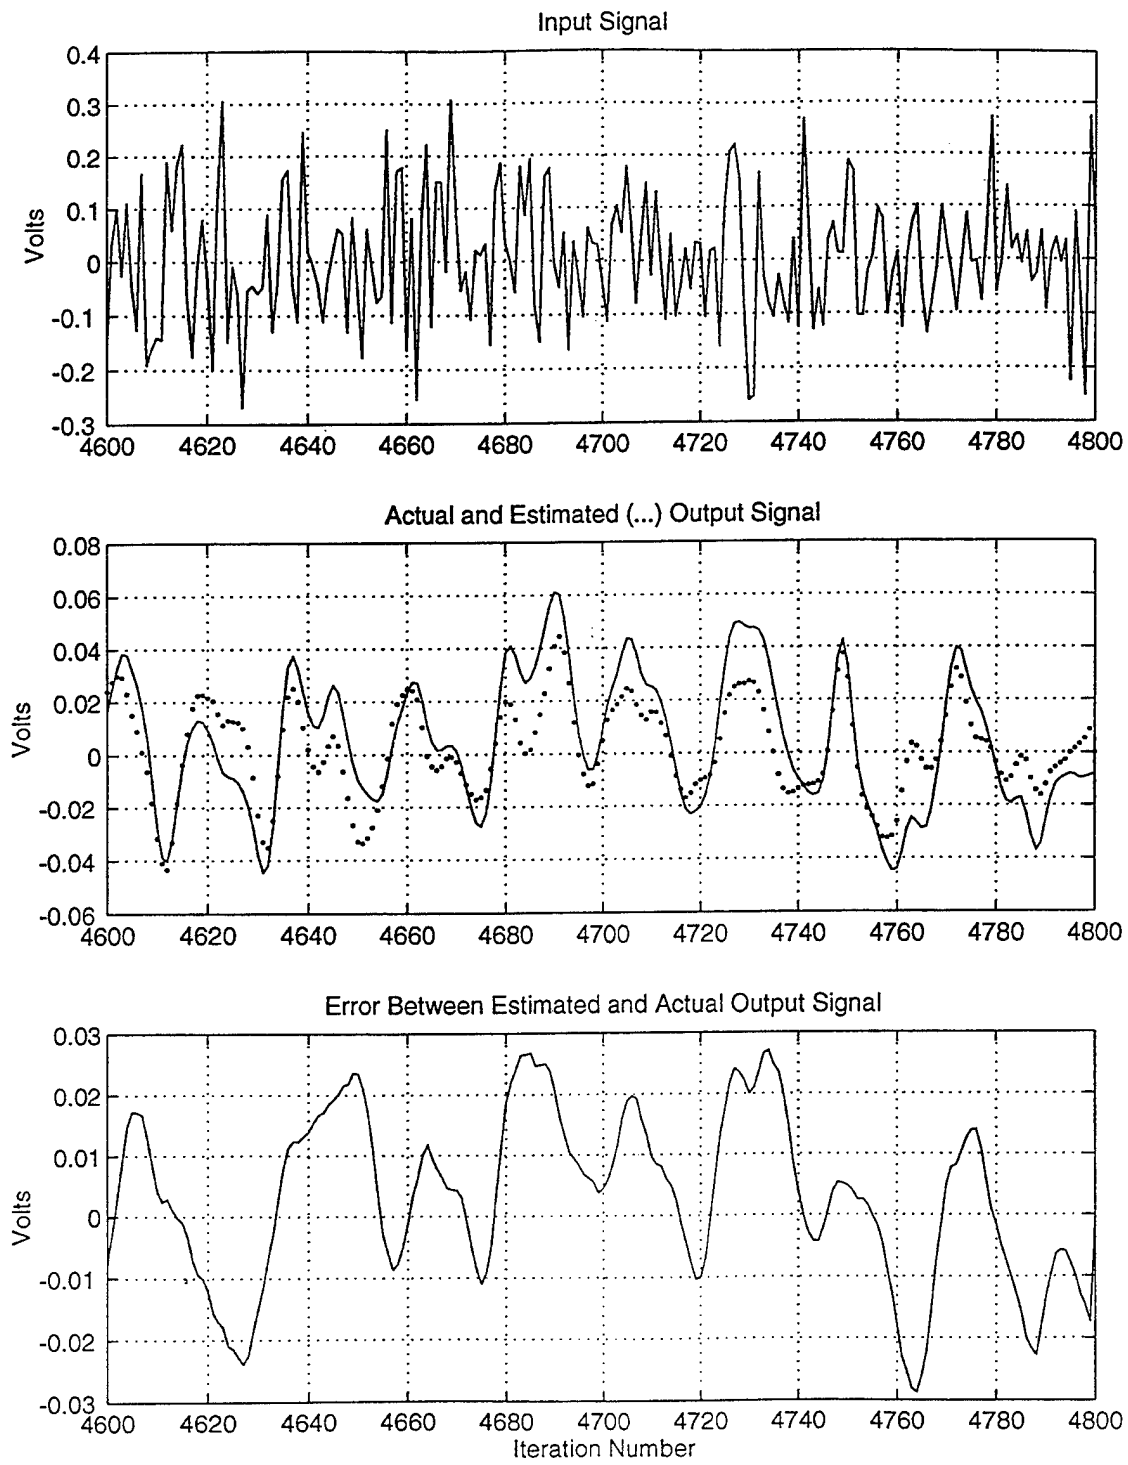 Input Signal
0.4
0.3
0.2
0.1
0
-0.1
-0.2
-0.3
Volts
4600 4620 4640 4660 4680 4700 4720 4740 4760 4780 4800
Actual and Estimated (...) Output Signal
0.08
0.06
0.04
0.02
0
-0.02
-0.04
-0.06
Volts
4600 4620 4640 4660 4680 4700 4720 4740 4760 4780 4800
Error Between Estimated and Actual Output Signal
0.03
0.02
0.01
0
-0.01
-0.02
-0.03
Volts
4600 4620 4640 4660 4680 4700 4720 4740 4760 4780 4800
Iteration Number